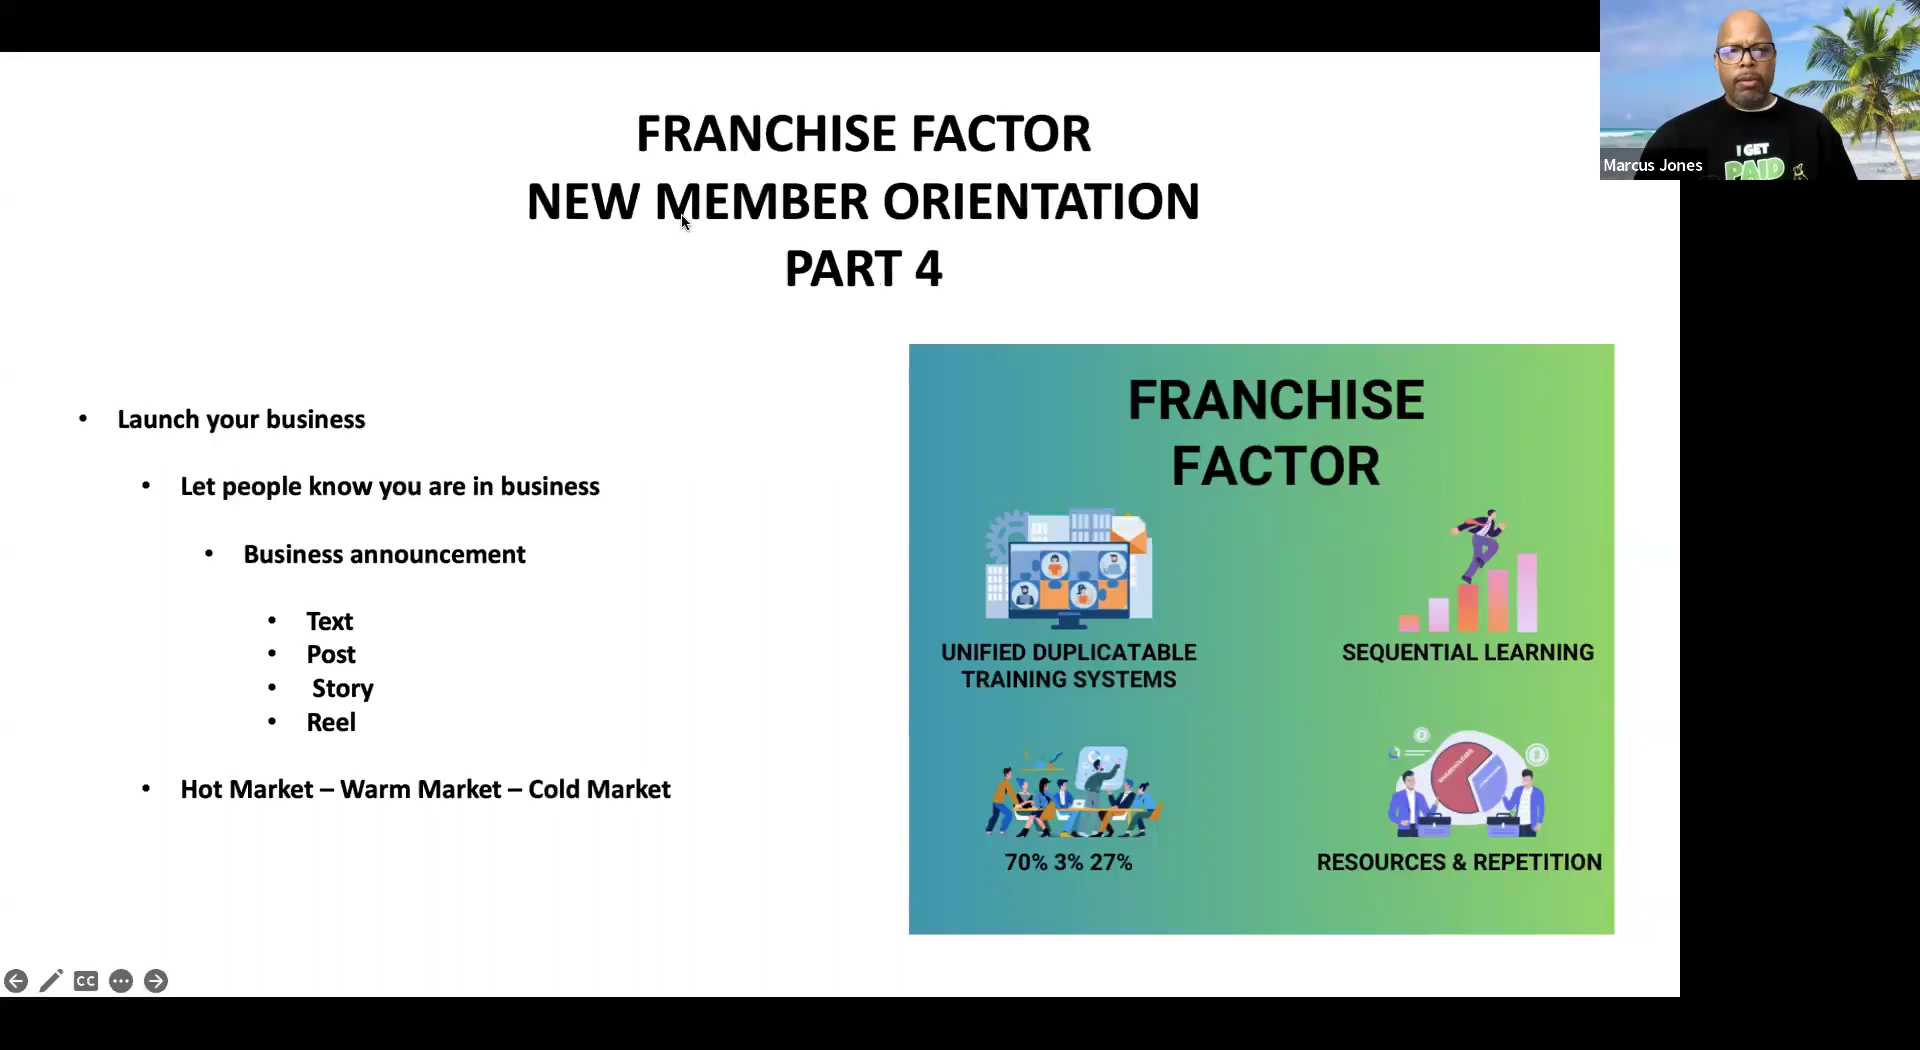 FRANCHISE FACTOR
NEW MEMBER ORIENTATION
PART 4
I GET
PAID
Marcus Jones
• Launch your business
• Let people know you are in business
• Business announcement
• Text
• Post
• Story
• Reel
• Hot Market – Warm Market – Cold Market
FRANCHISE
FACTOR
UNIFIED DUPLICATABLE
TRAINING SYSTEMS
SEQUENTIAL LEARNING
70% 3% 27%
RESOURCES & REPETITION
CC